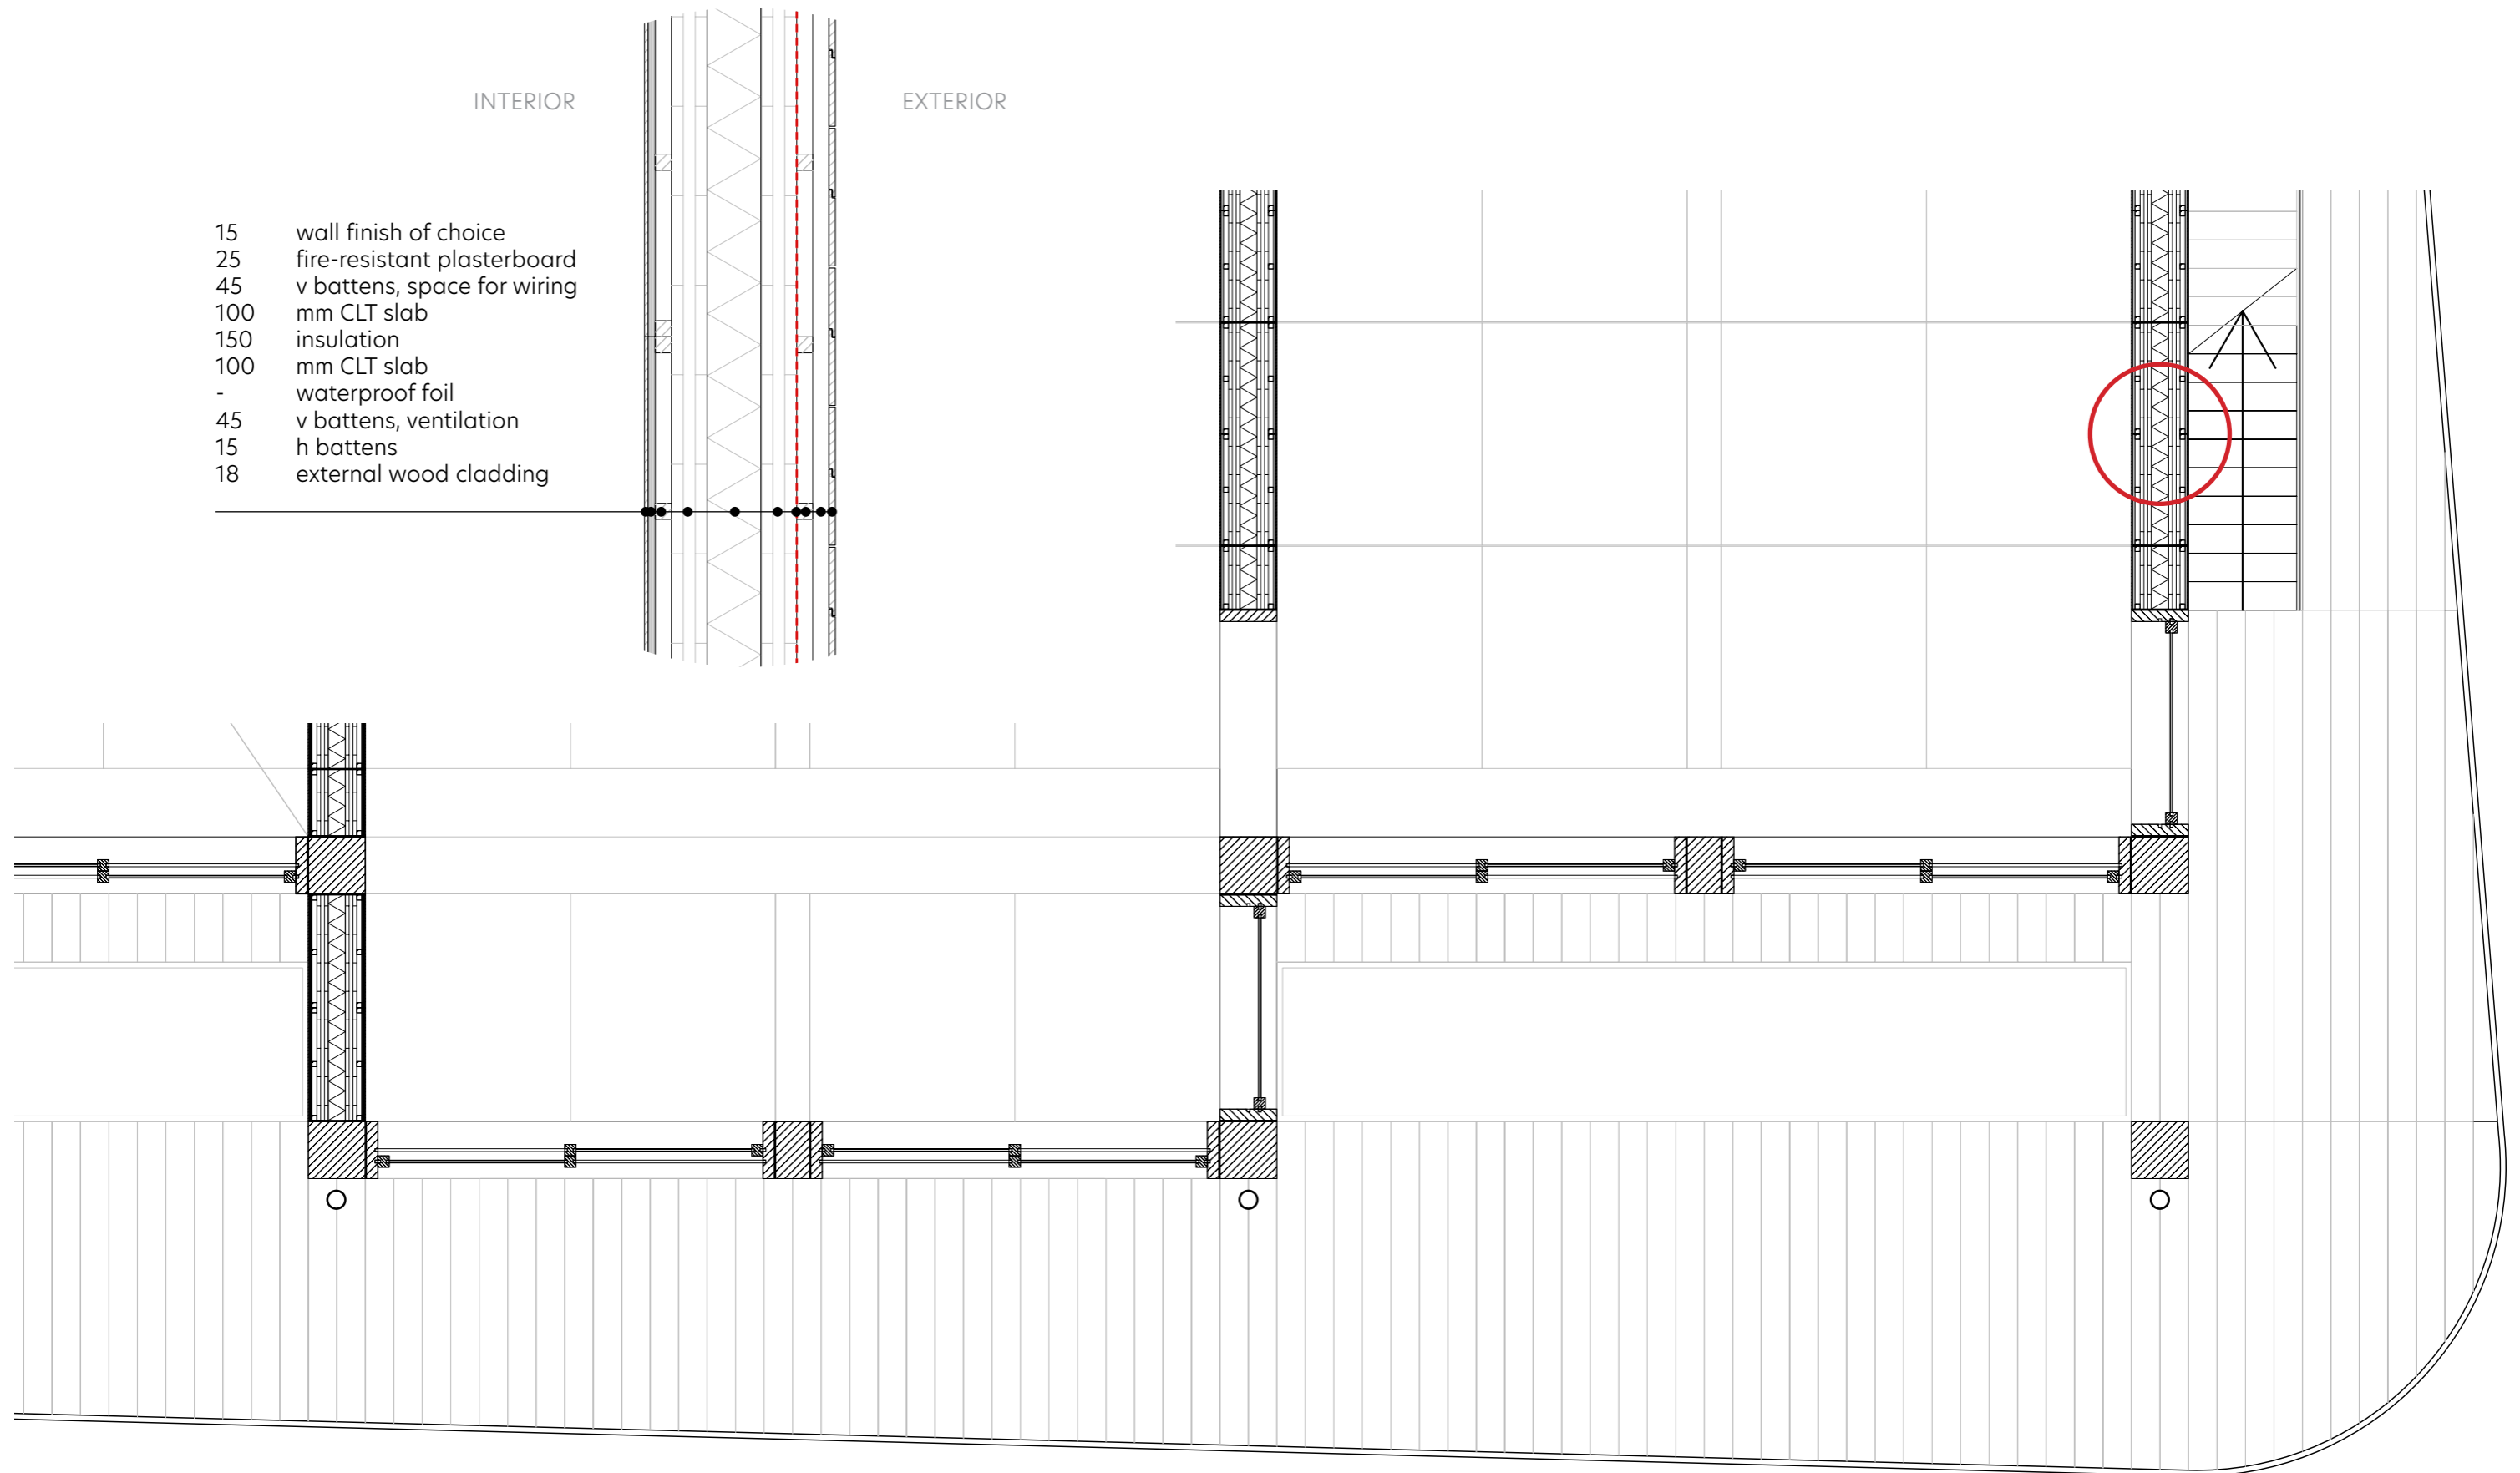 INTERIOR
EXTERIOR
15 wall finish of choice
25 fire-resistant plasterboard
45 v battens, space for wiring
100 mm CLT slab
150 insulation
100 mm CLT slab
- waterproof foil
45 v battens, ventilation
15 h battens
18 external wood cladding